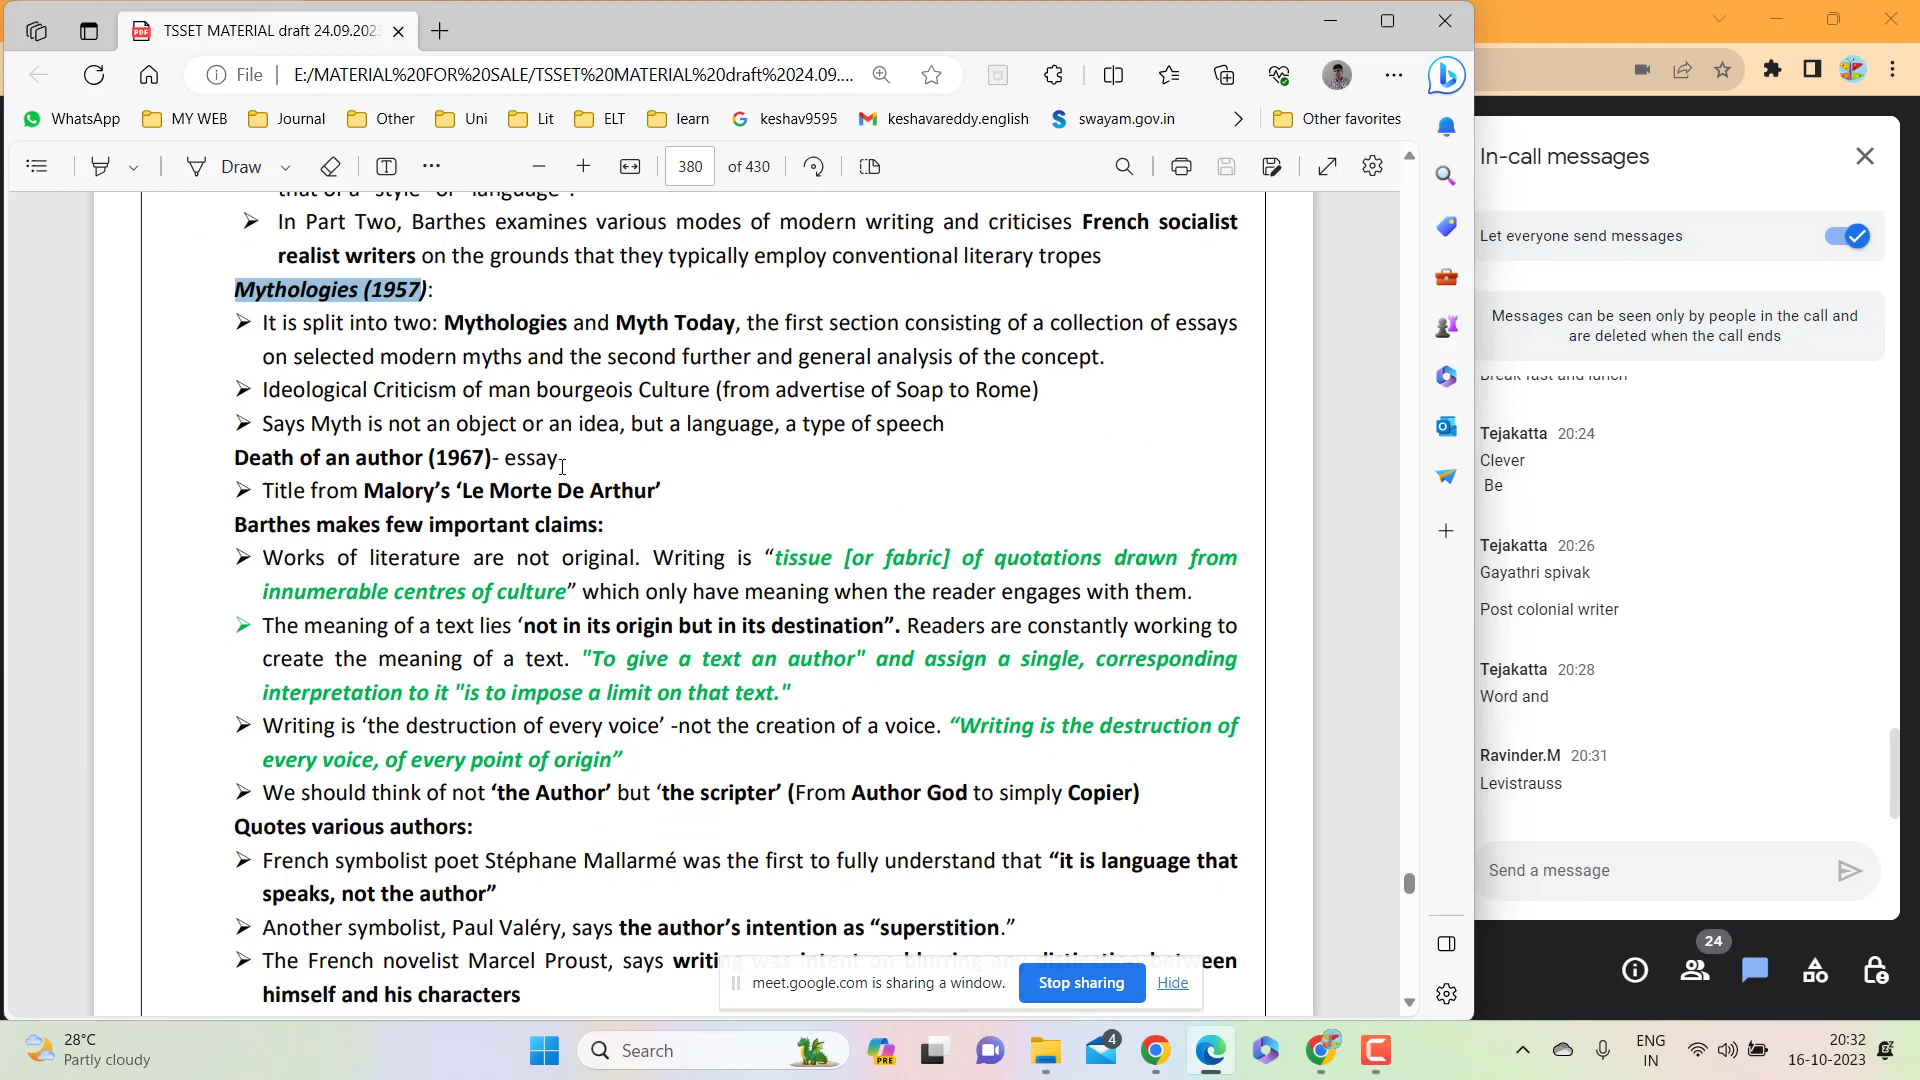 TSSET MATERIAL draft 24.09.202
File
E:/MATERIAL%20FOR%20SALE/TSSET%20MATERIAL%20draft%2024.09....
WhatsApp
MY WEB
Journal
Other
Uni
Lit
ELT
learn
keshav9595
keshavareddy.english
swayam.gov.in
Other favorites
Draw
380
of 430
that of a "style" or "language".
➢ In Part Two, Barthes examines various modes of modern writing and criticises French socialist
realist writers on the grounds that they typically employ conventional literary tropes
Mythologies (1957):
➢ It is split into two: Mythologies and Myth Today, the first section consisting of a collection of essays
on selected modern myths and the second further and general analysis of the concept.
➢ Ideological Criticism of man bourgeois Culture (from advertise of Soap to Rome)
➢ Says Myth is not an object or an idea, but a language, a type of speech
Death of an author (1967)- essay
➢ Title from Malory’s ‘Le Morte De Arthur’
Barthes makes few important claims:
➢ Works of literature are not original. Writing is “tissue [or fabric] of quotations drawn from
innumerable centres of culture” which only have meaning when the reader engages with them.
➢ The meaning of a text lies ‘not in its origin but in its destination”. Readers are constantly working to
create the meaning of a text. "To give a text an author" and assign a single, corresponding
interpretation to it "is to impose a limit on that text."
➢ Writing is ‘the destruction of every voice’ -not the creation of a voice. “Writing is the destruction of
every voice, of every point of origin”
➢ We should think of not ‘the Author’ but ‘the scripter’ (From Author God to simply Copier)
Quotes various authors:
➢ French symbolist poet Stéphane Mallarmé was the first to fully understand that “it is language that
speaks, not the author”
➢ Another symbolist, Paul Valéry, says the author’s intention as “superstition.”
➢ The French novelist Marcel Proust, says writing was intent on blurring any distinction between
himself and his characters
meet.google.com is sharing a window.
Stop sharing
Hide
In-call messages
Let everyone send messages
Messages can be seen only by people in the call and
are deleted when the call ends
Break fast and lunch
Tejakatta 20:24
Clever
Be
Tejakatta 20:26
Gayathri spivak
Post colonial writer
Tejakatta 20:28
Word and
Ravinder.M 20:31
Levistrauss
Send a message
24
28°C
Partly cloudy
Search
PRE
4
ENG
IN
20:32
16-10-2023